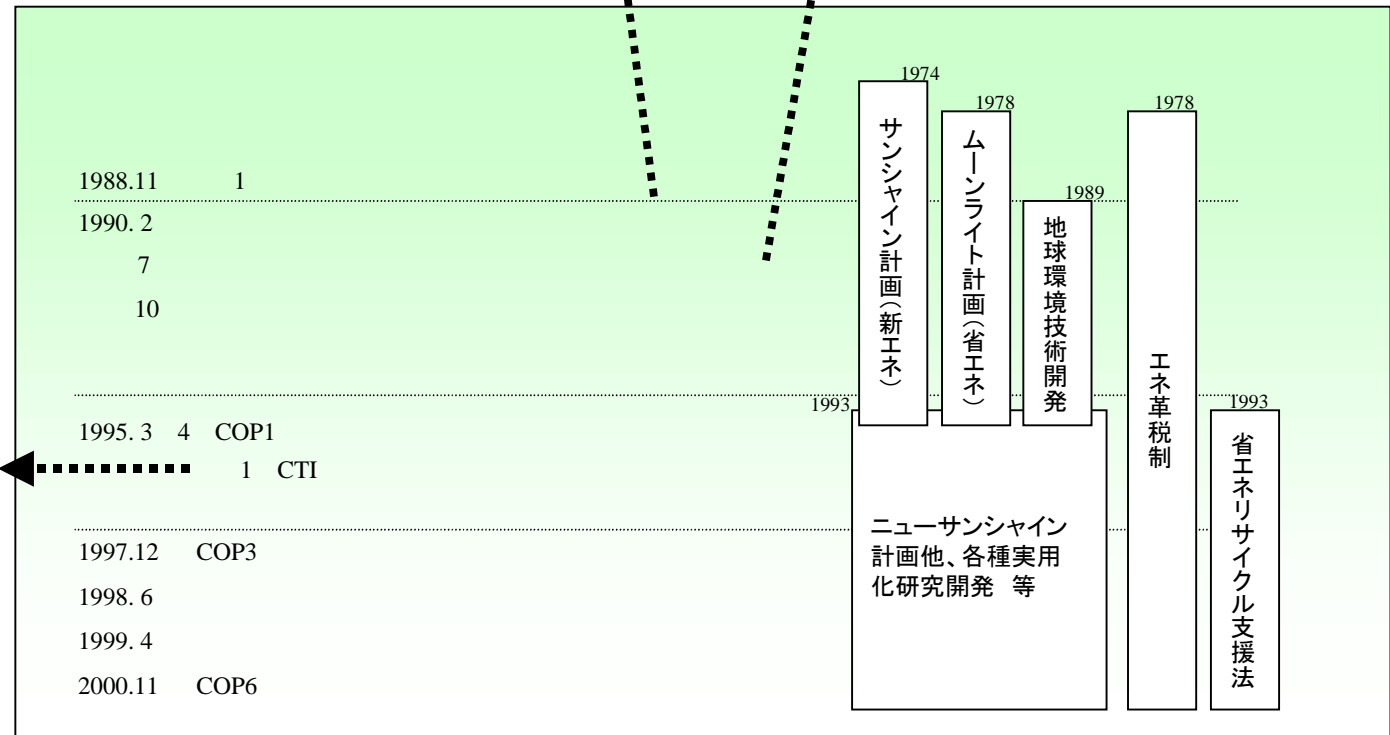 1988.11 1
1990. 2
7
10
1995. 3 4 COP1
1 CTI
1997.12 COP3
1998. 6
1999. 4
2000.11 COP6
1974
サンシャイン計画(新エネ)
1978
ムーンライト計画(省エネ)
1989
地球環境技術開発
1993
ニューサンシャイン
計画他、各種実用
化研究開発 等
1978
エネ革税制
1993
省エネリサイクル支援法